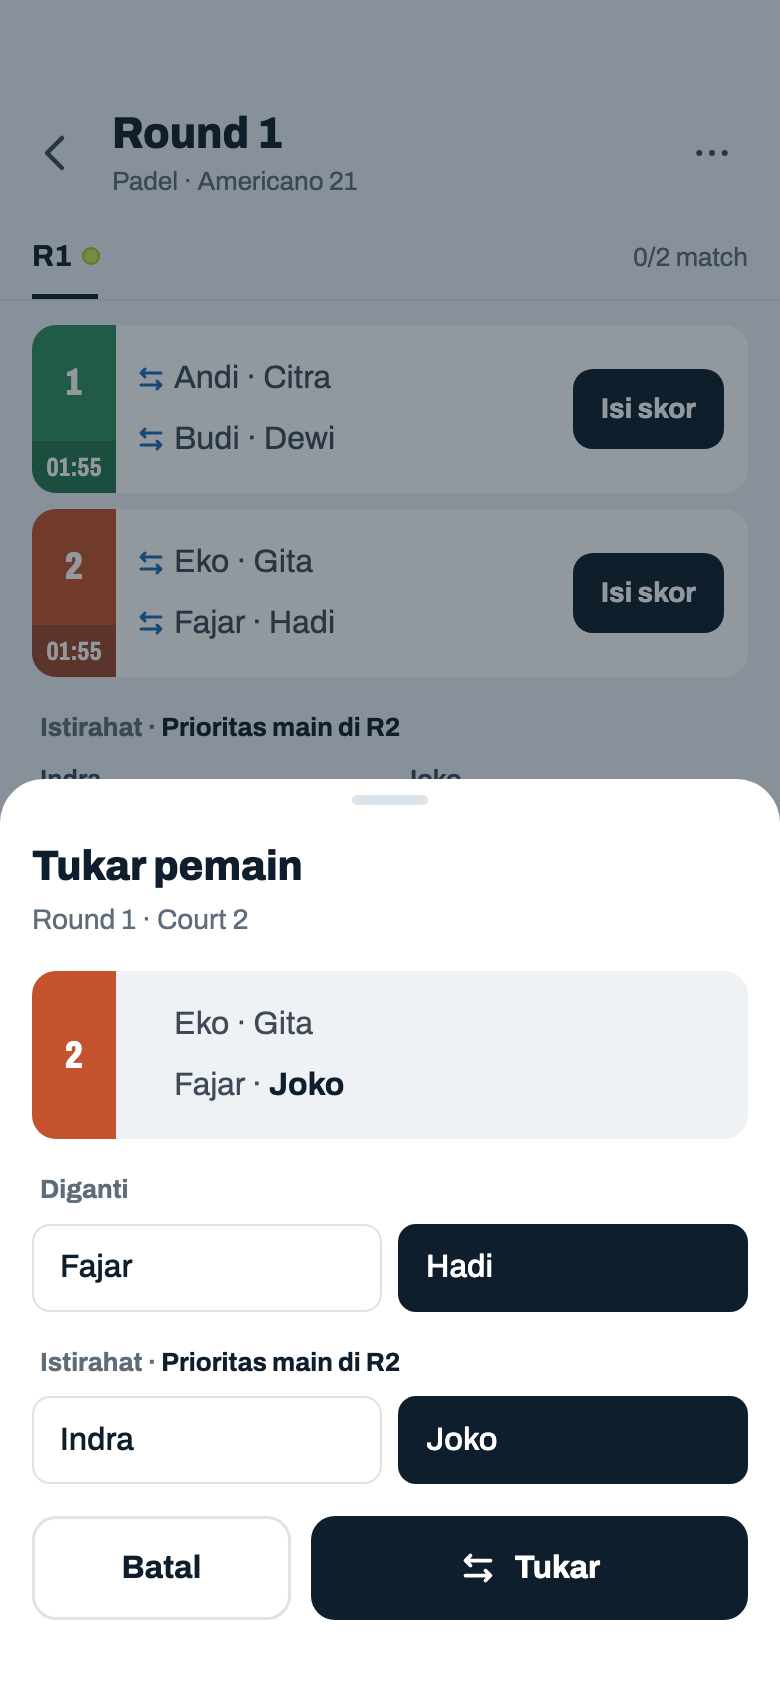 Round 1
Padel · Americano 21
R1
0/2 match
1
01:55
Andi · Citra
Budi · Dewi
Isi skor
2
01:55
Eko · Gita
Fajar · Hadi
Isi skor
Istirahat · Prioritas main di R2
Indra
Joko
Tukar pemain
Round 1 · Court 2
2
Eko · Gita
Fajar · Joko
Diganti
Fajar
Hadi
Istirahat · Prioritas main di R2
Indra
Joko
Batal
Tukar